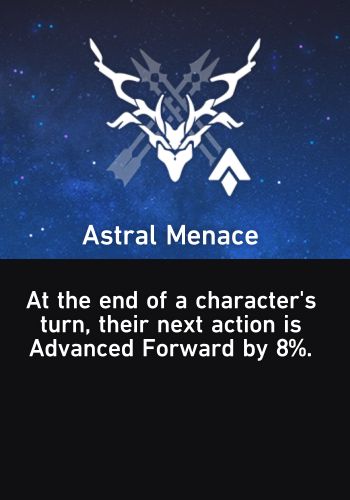 Astral Menace
At the end of a character's
turn, their next action is
Advanced Forward by 8%.